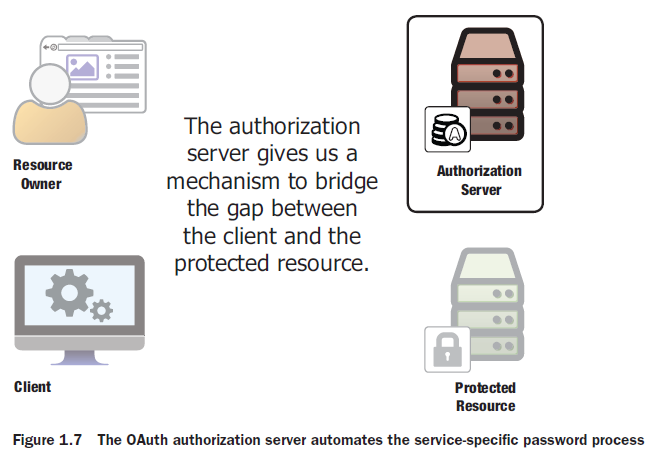 The authorization
server gives us a
mechanism to bridge
the gap between
the client and the
protected resource.
Resource
Owner
A
Authorization
Server
Client
Protected
Resource
Figure 1.7 The OAuth authorization server automates the service-specific password process